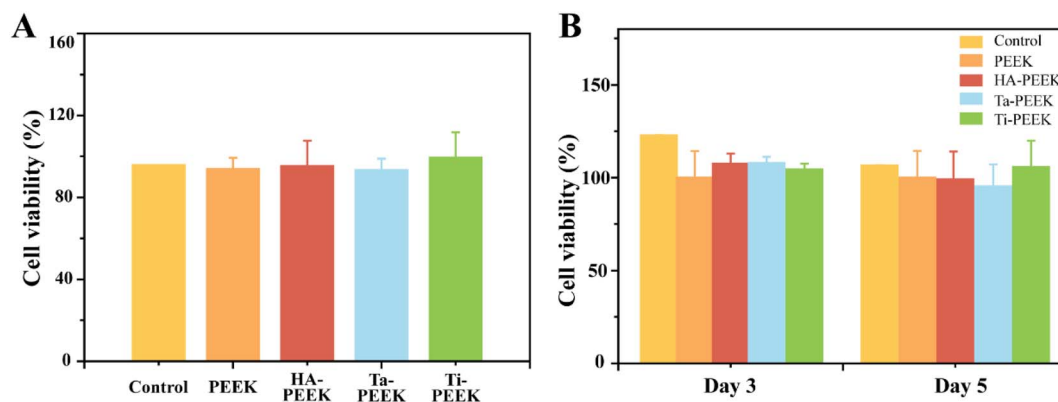 A
Cell viability (%)
160
120
80
40
0
Control
PEEK
HA-
PEEK
Ta-
PEEK
Ti-
PEEK
B
Cell viability (%)
150
100
50
0
Control
PEEK
HA-PEEK
Ta-PEEK
Ti-PEEK
Day 3
Day 5